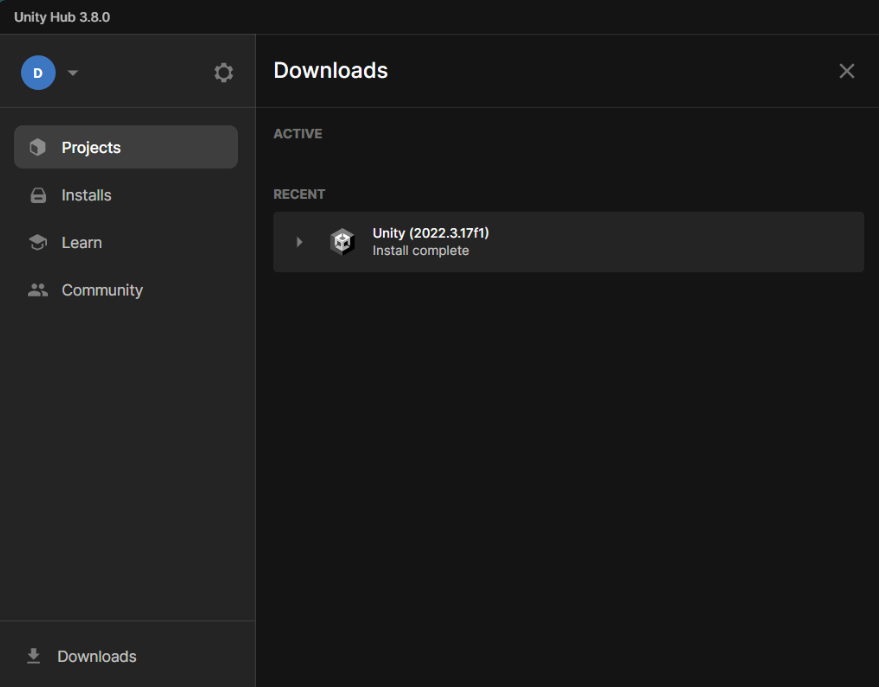 Unity Hub 3.8.0
D
Projects
Installs
Learn
Community
Downloads
Downloads
ACTIVE
RECENT
Unity (2022.3.17f1)
Install complete